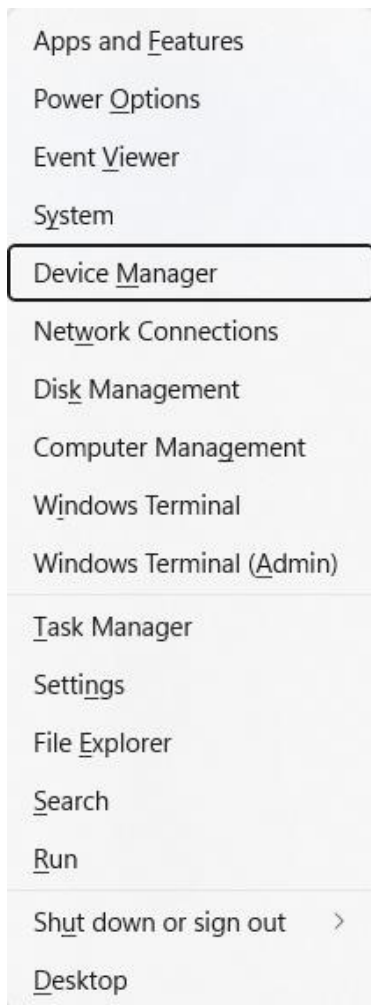 Apps and Features
Power Options
Event Viewer
System
Device Manager
Network Connections
Disk Management
Computer Management
Windows Terminal
Windows Terminal (Admin)
Task Manager
Settings
File Explorer
Search
Run
Shut down or sign out
Desktop